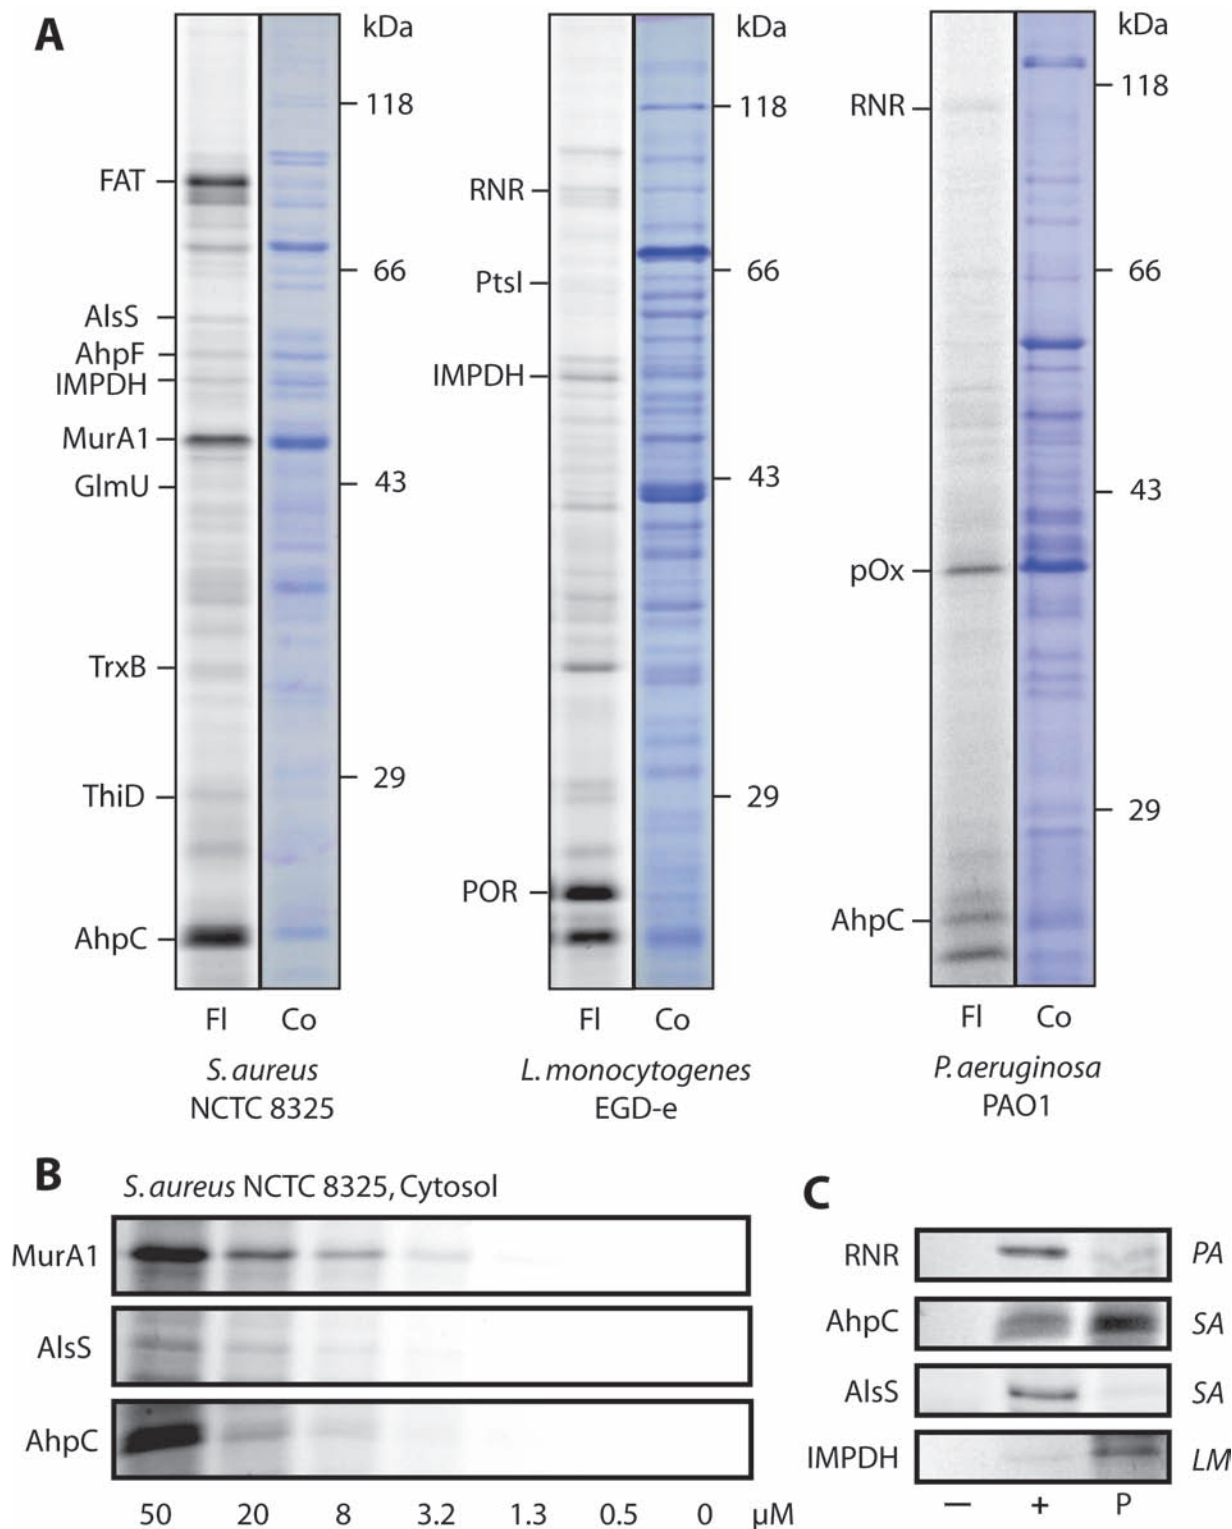 A
kDa
kDa
kDa
118
118
118
FAT
RNR
RNR
66
PtsI
66
66
AlsS
AhpF
IMPDH
IMPDH
MurA1
GlmU
43
43
43
pOx
TrxB
ThiD
29
29
29
POR
AhpC
AhpC
Fl Co
Fl Co
Fl Co
S. aureus
NCTC 8325
L. monocytogenes
EGD-e
P. aeruginosa
PAO1
B
S. aureus NCTC 8325, Cytosol
MurA1
AlsS
AhpC
50 20 8 3.2 1.3 0.5 0 μM
C
RNR PA
AhpC SA
AlsS SA
IMPDH LM
— + P